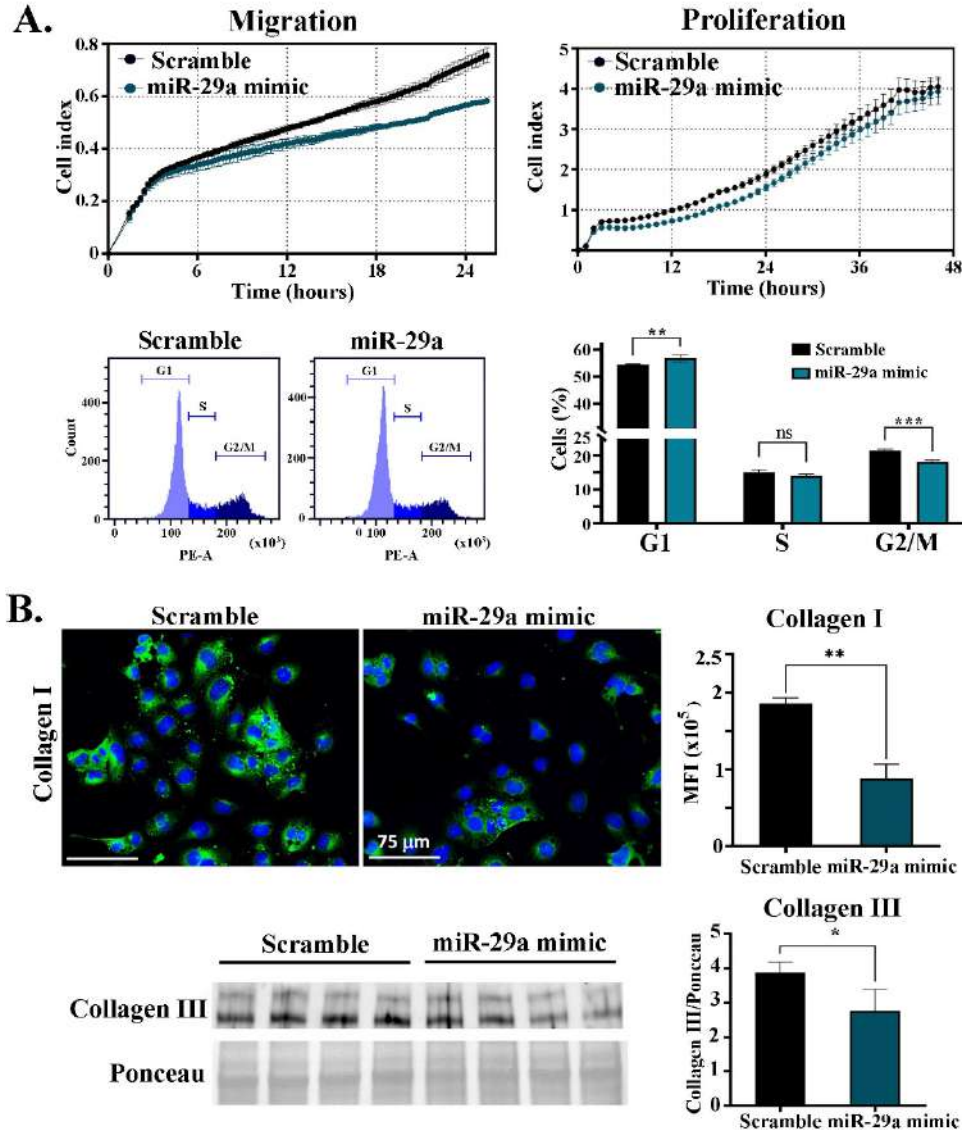 A.
Migration
Proliferation
Cell index
0.8
0.6
0.4
0.2
0
Scramble
miR-29a mimic
0 6 12 18 24
Time (hours)
Cell index
5
4
3
2
1
Scramble
miR-29a mimic
0 12 24 36 48
Time (hours)
Scramble
miR-29a
Count
400
200
0
G1
S
G2/M
0 100 200
(x10³)
PE-A
400
200
0
G1
S
G2/M
0 100 200
(x10³)
PE-A
Cells (%)
60
50
40
20
15
10
5
0
**
ns
***
Scramble
miR-29a mimic
G1 S G2/M
B.
Scramble
miR-29a mimic
Collagen I
75 µm
Collagen I
MFI (x10⁵)
2.5
2
1
0
**
Scramble miR-29a mimic
Scramble
miR-29a mimic
Collagen III
Ponceau
Collagen III
Collagen III/Ponceau
5
4
3
2
1
0
*
Scramble miR-29a mimic